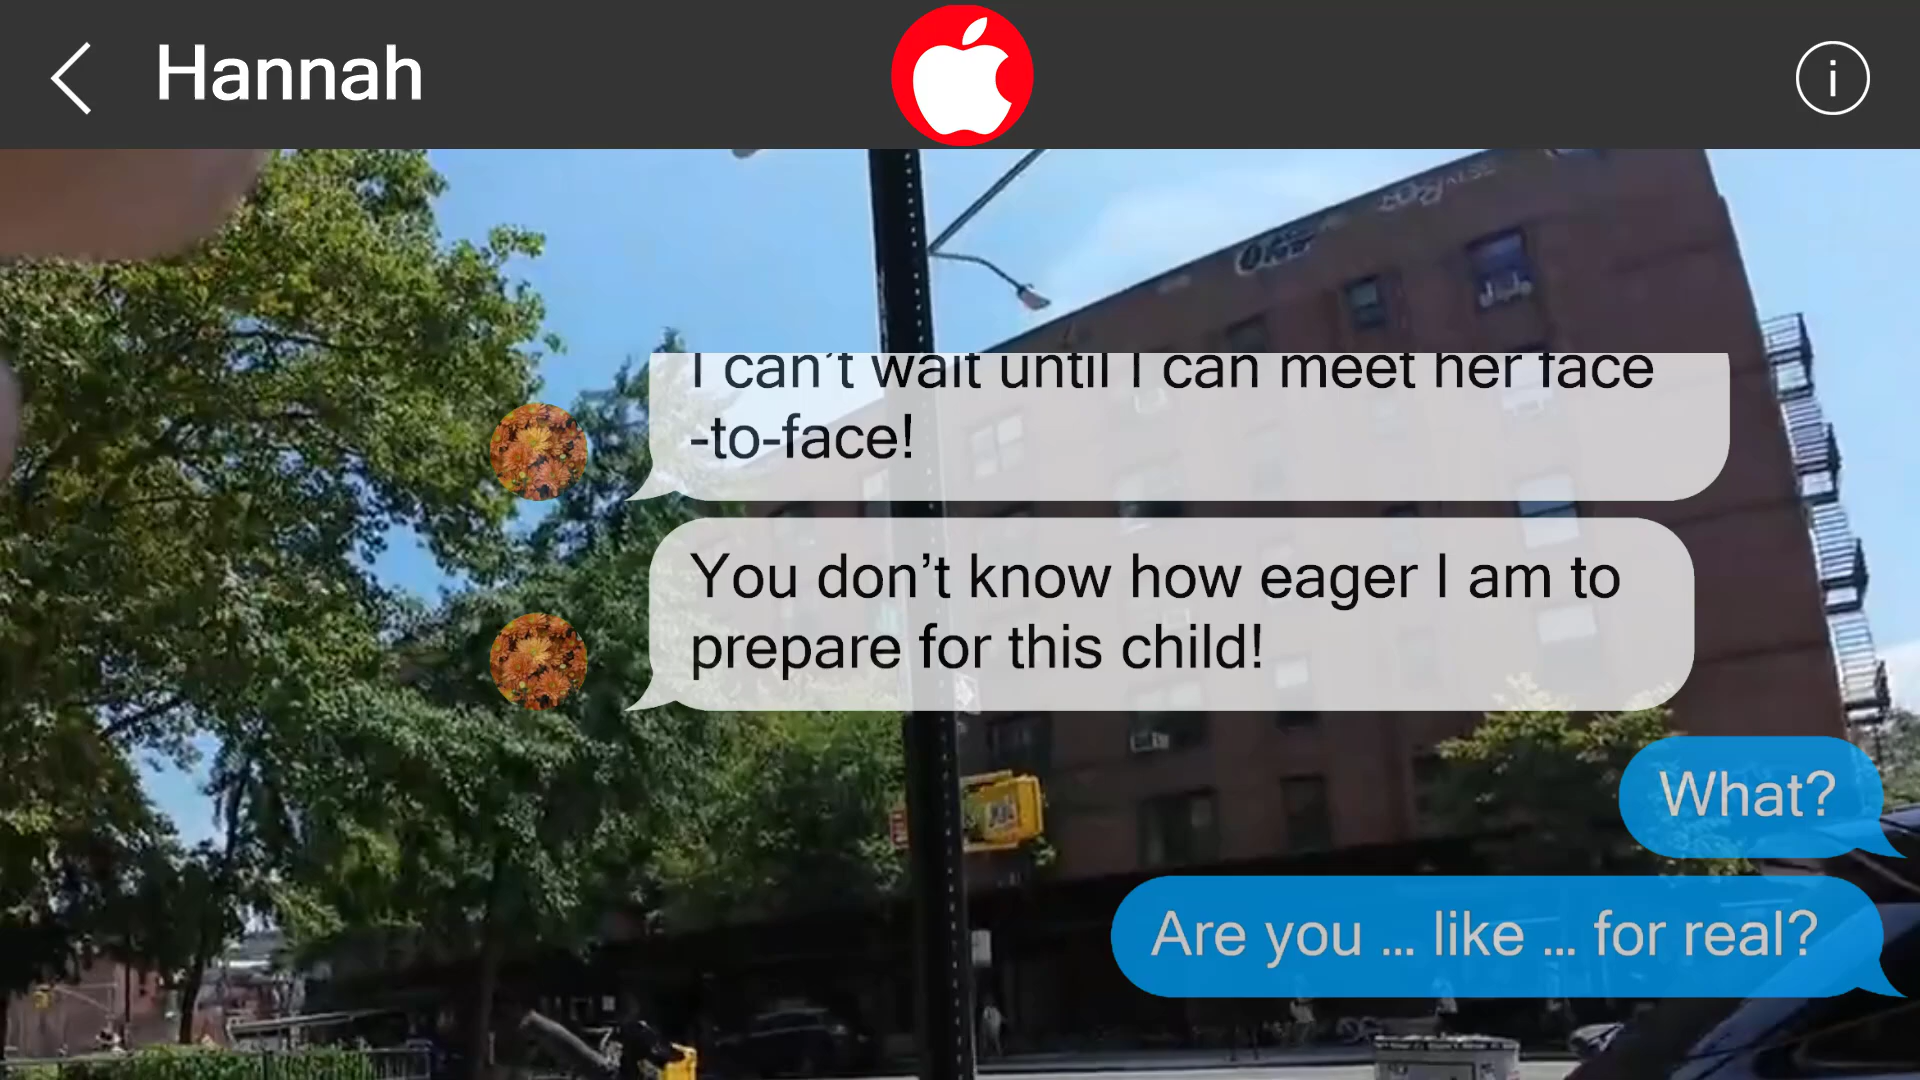 Hannah
I can't wait until I can meet her face
-to-face!
You don’t know how eager I am to
prepare for this child!
What?
Are you ... like ... for real?